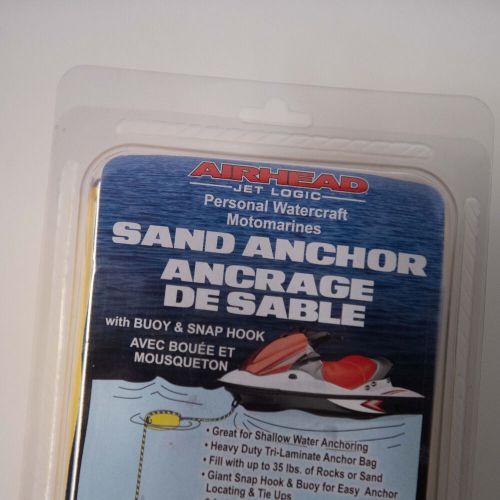 AIRHEAD
JET LOGIC
Personal Watercraft
Motomarines
SAND ANCHOR
ANCRAGE
DE SABLE
with BUOY & SNAP HOOK
AVEC BOUÉE ET
MOUSQUETON
• Great for Shallow Water Anchoring
• Heavy Duty Tri-Laminate Anchor Bag
• Fill with up to 35 lbs. of Rocks or Sand
• Giant Snap Hook & Buoy for Easy Anchor
Locating & Tie Ups